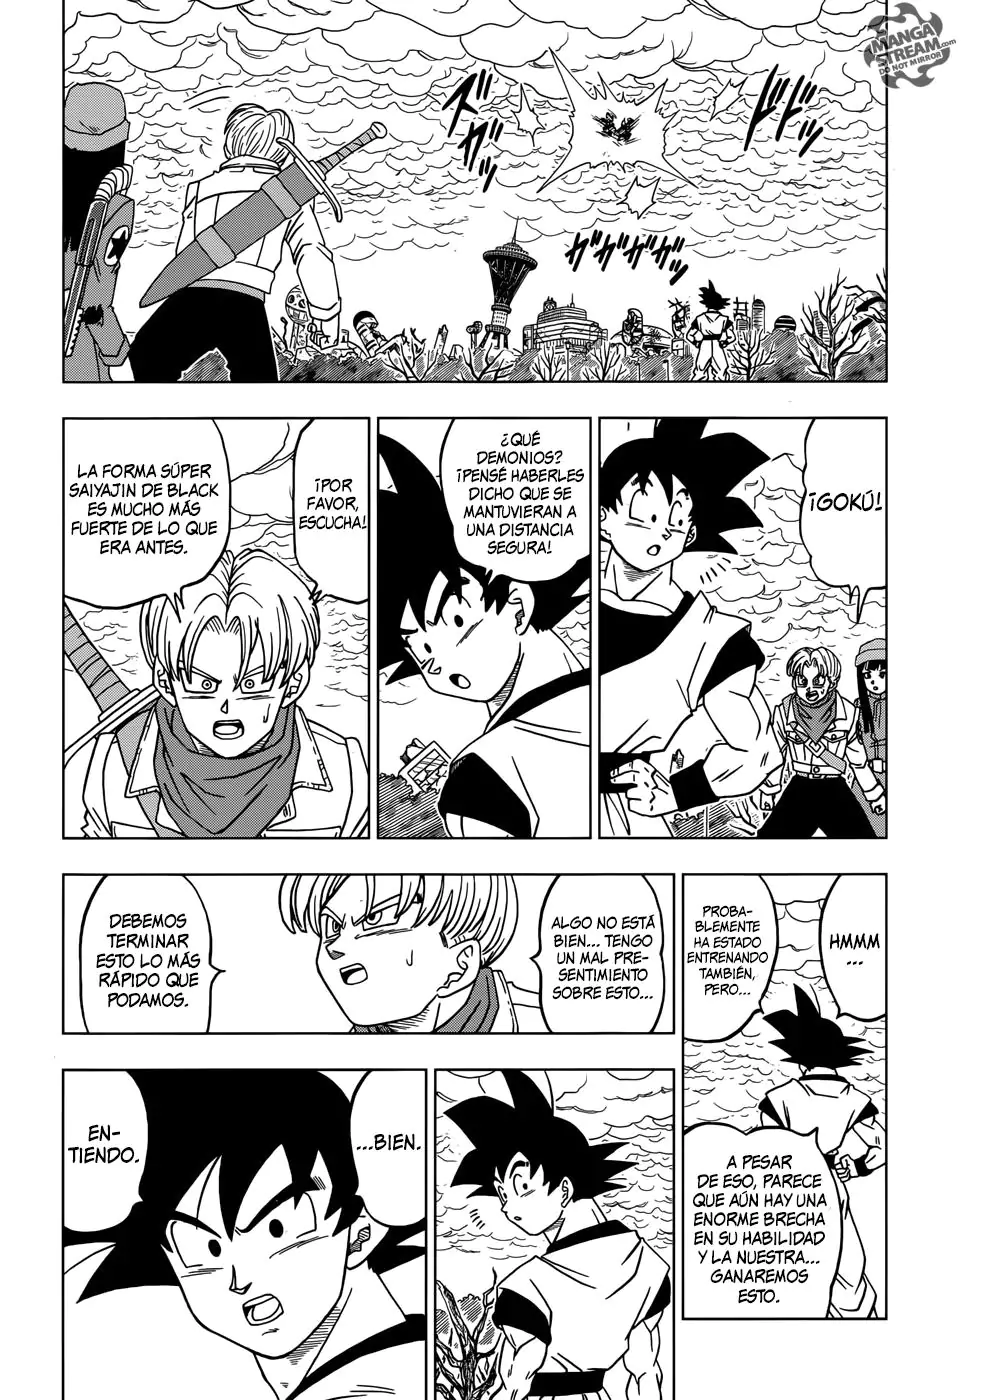 MANGA
STREAM.com
DO NOT MIRROR
ズガッ
ドドドッ
ガガガガガッ
¡GOKÚ!
¿QUÉ
DEMONIOS?
¡PENSÉ HABERLES
DICHO QUE SE
MANTUVIERAN A
UNA DISTANCIA
SEGURA!
¡POR
FAVOR,
ESCUCHA!
LA FORMA SÚPER
SAIYAJIN DE BLACK
ES MUCHO MÁS
FUERTE DE LO QUE
ERA ANTES.
HMMM
...
PROBA-
BLEMENTE
HA ESTADO
ENTRENANDO
TAMBIÉN,
PERO...
A PESAR
DE ESO, PARECE
QUE AÚN HAY UNA
ENORME BRECHA
EN SU HABILIDAD
Y LA NUESTRA...
GANAREMOS
ESTO.
ALGO NO ESTÁ
BIEN... TENGO
UN MAL PRE-
SENTIMIENTO
SOBRE ESTO...
DEBEMOS
TERMINAR
ESTO LO MÁS
RÁPIDO QUE
PODAMOS.
...BIEN.
EN-
TIENDO.